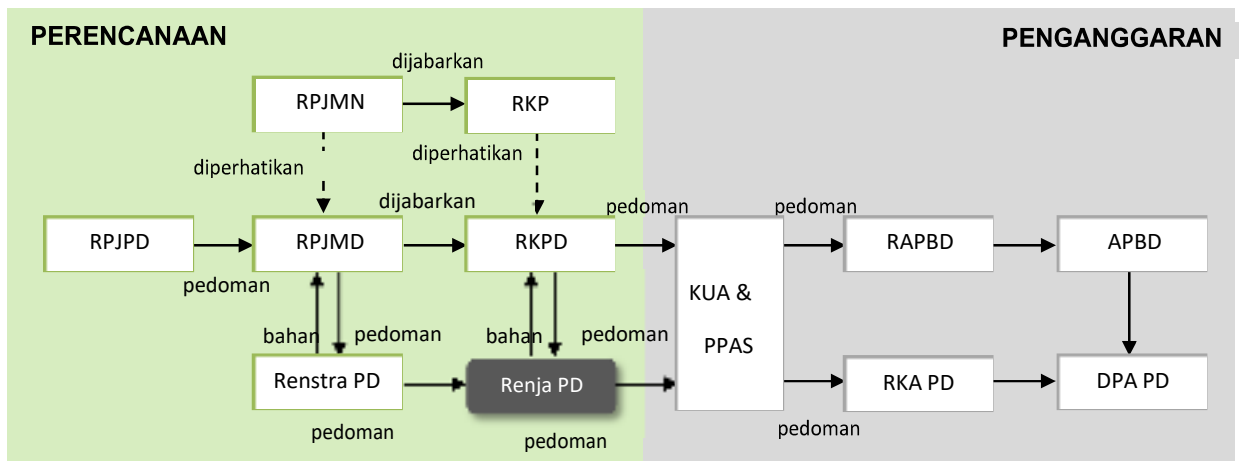 PERENCANAAN
PENGANGGARAN
dijabarkan
RPJMN
RKP
diperhatikan
diperhatikan
dijabarkan
pedoman
pedoman
RPJPD
RPJMD
RKPD
RAPBD
APBD
pedoman
KUA &
PPAS
bahan
pedoman
bahan
pedoman
Renstra PD
Renja PD
RKA PD
DPA PD
pedoman
pedoman
pedoman